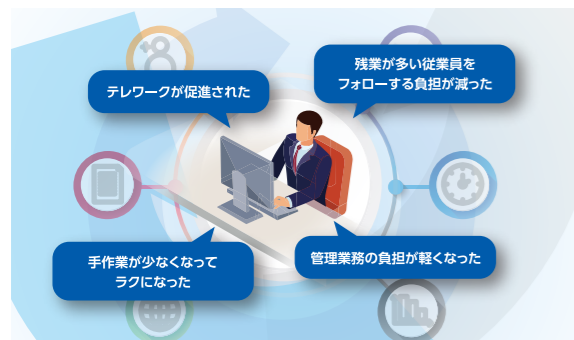 残業が多い従業員を
フォローする負担が減った
テレワークが促進された
手作業が少なくなって
ラクになった
管理業務の負担が軽くなった